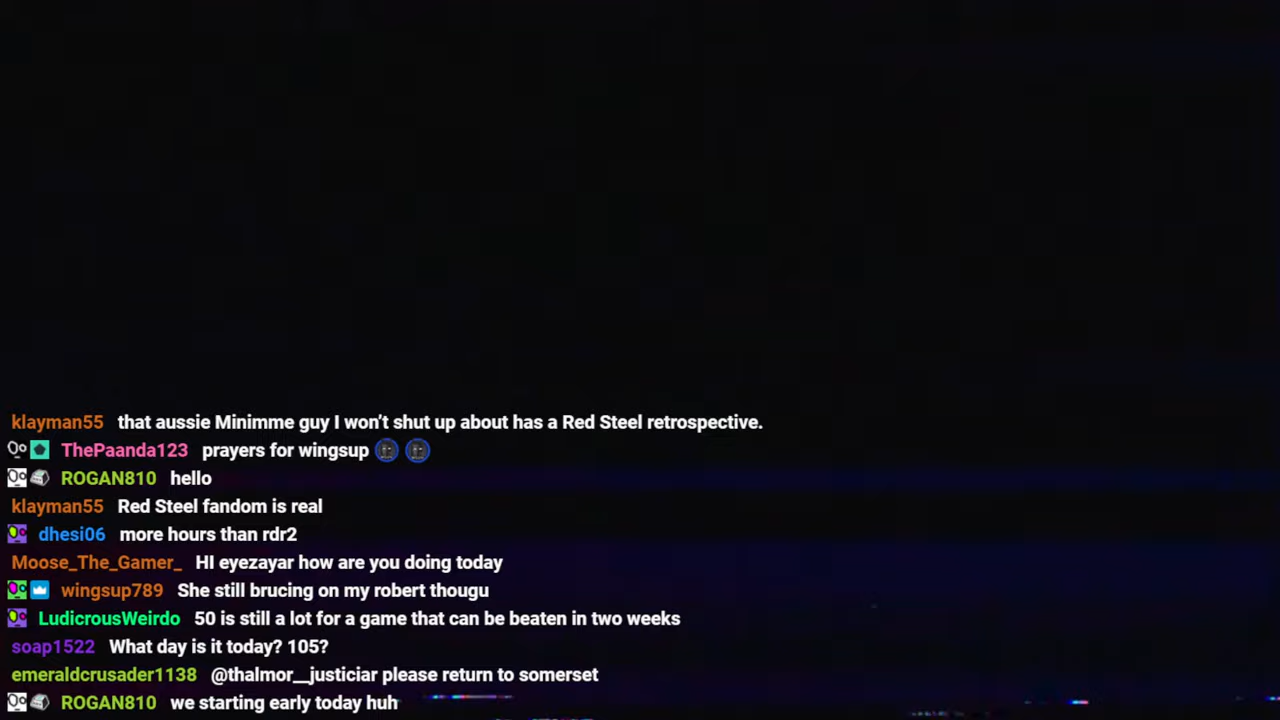 klayman55 that aussie Minimme guy I won't shut up about has a Red Steel retrospective.
ThePaanda123 prayers for wingsup
ROGAN810 hello
klayman55 Red Steel fandom is real
dhesi06 more hours than rdr2
Moose_The_Gamer_ HI eyezayar how are you doing today
wingsup789 She still brucing on my robert thougu
LudicrousWeirdo 50 is still a lot for a game that can be beaten in two weeks
soap1522 What day is it today? 105?
emeraldcrusader1138 @thalmor__justiciar please return to somerset
ROGAN810 we starting early today huh